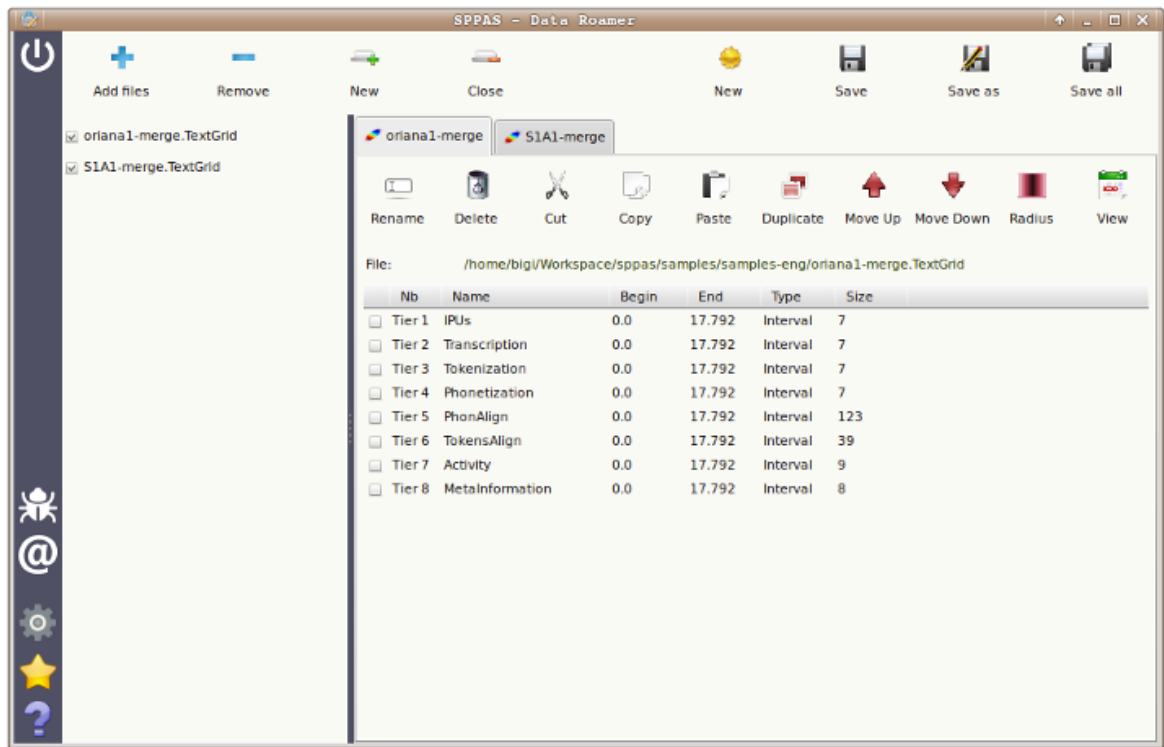 SPPAS - Data Roamer
Add files Remove New Close New Save Save as Save all
oriana1-merge.TextGrid
S1A1-merge.TextGrid
oriana1-merge S1A1-merge
Rename Delete Cut Copy Paste Duplicate Move Up Move Down Radius View
File: /home/bigi/Workspace/sppas/samples/samples-eng/oriana1-merge.TextGrid
Nb Name Begin End Type Size
Tier 1 IPUs 0.0 17.792 Interval 7
Tier 2 Transcription 0.0 17.792 Interval 7
Tier 3 Tokenization 0.0 17.792 Interval 7
Tier 4 Phonetization 0.0 17.792 Interval 7
Tier 5 PhonAlign 0.0 17.792 Interval 123
Tier 6 TokensAlign 0.0 17.792 Interval 39
Tier 7 Activity 0.0 17.792 Interval 9
Tier 8 MetaInformation 0.0 17.792 Interval 8
@
?